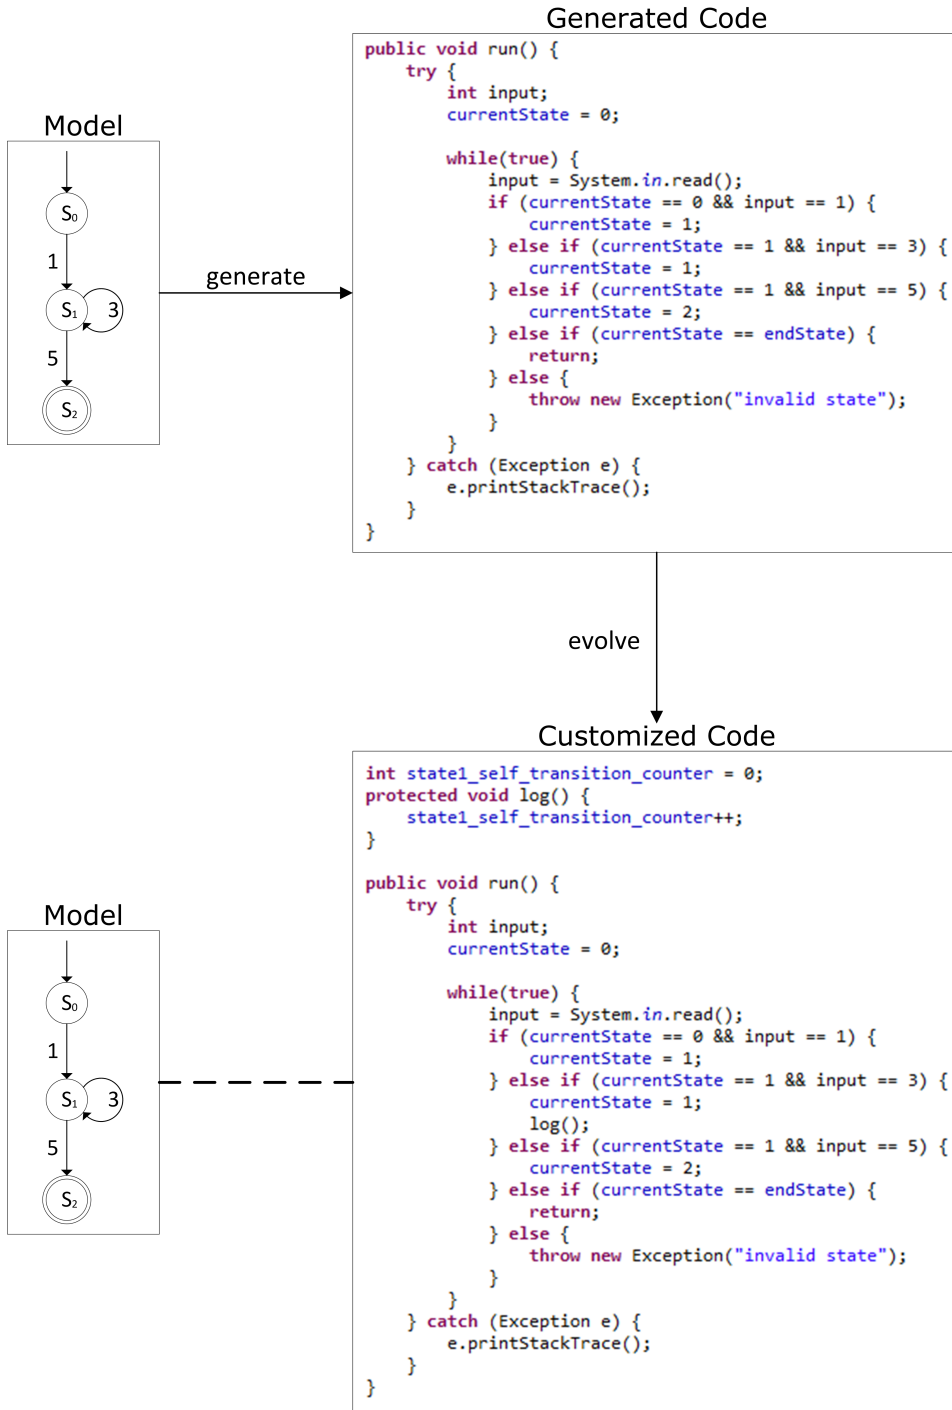 Generated Code
public void run() {
try {
int input;
currentState = 0;
while(true) {
input = System.in.read();
if (currentState == 0 && input == 1) {
currentState = 1;
} else if (currentState == 1 && input == 3) {
currentState = 1;
} else if (currentState == 1 && input == 5) {
currentState = 2;
} else if (currentState == endState) {
return;
} else {
throw new Exception("invalid state");
}
}
} catch (Exception e) {
e.printStackTrace();
}
}
Model
S0
1
S1
3
5
S2
generate
evolve
Customized Code
int state1_self_transition_counter = 0;
protected void log() {
state1_self_transition_counter++;
}
public void run() {
try {
int input;
currentState = 0;
while(true) {
input = System.in.read();
if (currentState == 0 && input == 1) {
currentState = 1;
} else if (currentState == 1 && input == 3) {
currentState = 1;
log();
} else if (currentState == 1 && input == 5) {
currentState = 2;
} else if (currentState == endState) {
return;
} else {
throw new Exception("invalid state");
}
}
} catch (Exception e) {
e.printStackTrace();
}
}
Model
S0
1
S1
3
5
S2